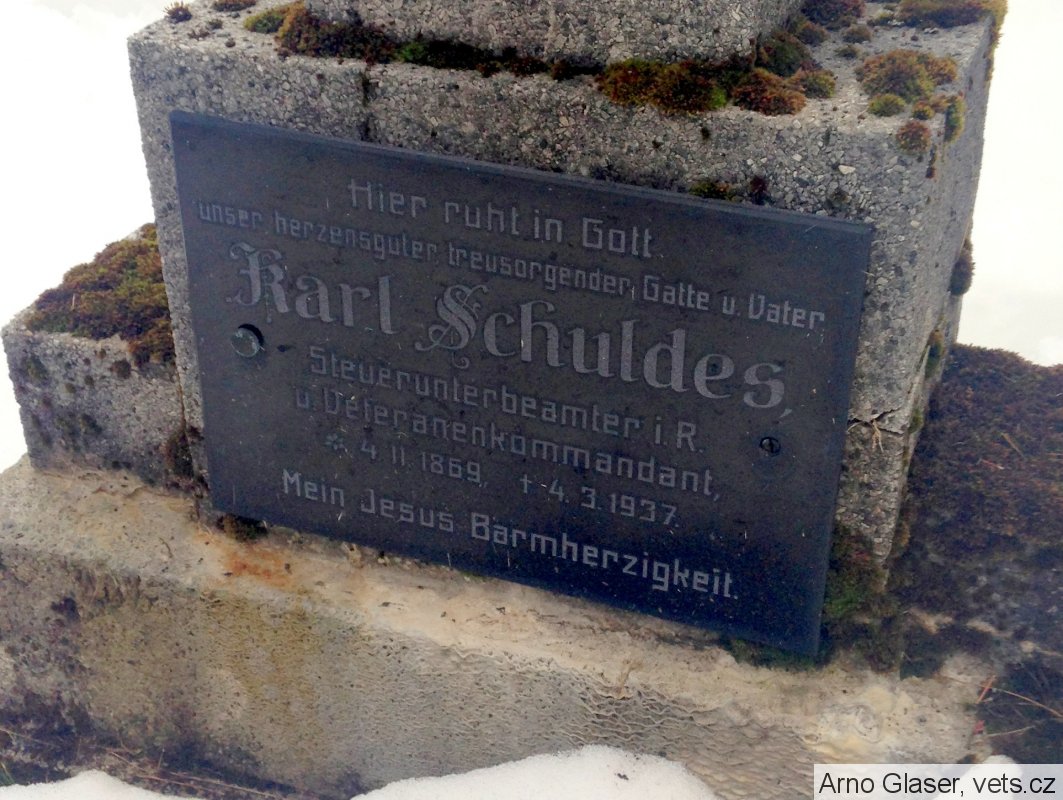 Hier ruht in Gott
unser herzensguter, treusorgender Gatte u. Vater,
Karl Schuldes,
Steuerunterbeamter i. R.
u. Veteranenkommandant,
* 4. 11. 1869, † 4. 3. 1937.
Mein Jesus Barmherzigkeit.
Arno Glaser, vets.cz